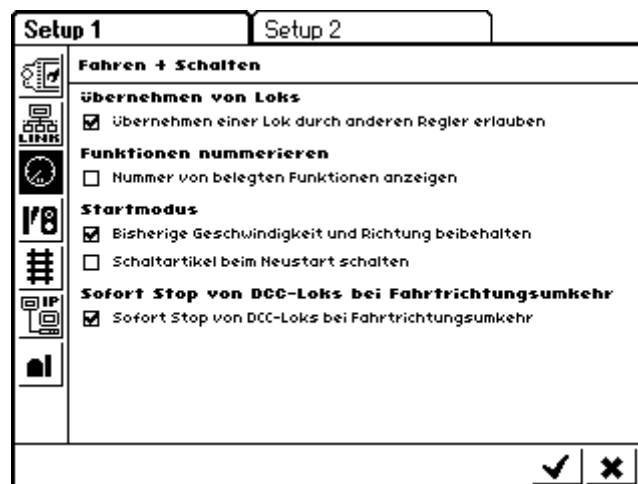 Setup 1
Setup 2
Fahren + Schalten
LINK
IP
Übernehmen von Loks
Übernehmen einer Lok durch anderen Regler erlauben
Funktionen nummerieren
Nummer von belegten Funktionen anzeigen
Startmodus
Bisherige Geschwindigkeit und Richtung beibehalten
Schaltartikel beim Neustart schalten
Sofort Stop von DCC-Loks bei Fahrtrichtungsumkehr
Sofort Stop von DCC-Loks bei Fahrtrichtungsumkehr